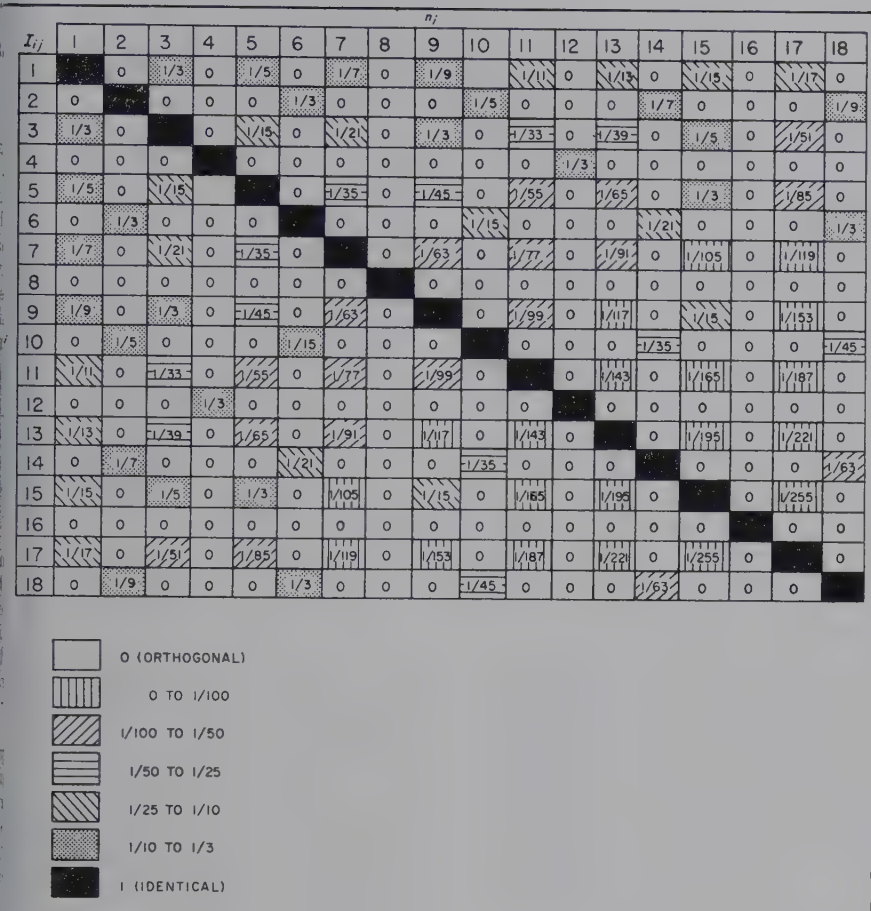 nj
Iij 1 2 3 4 5 6 7 8 9 10 11 12 13 14 15 16 17 18
1 0 1/3 0 1/5 0 1/7 0 1/9 1/11 0 1/13 0 1/15 0 1/17 0
2 0 0 0 0 1/3 0 0 0 1/5 0 0 0 1/7 0 0 0 1/9
3 1/3 0 0 1/15 0 1/21 0 1/3 0 1/33 0 1/39 0 1/5 0 1/51 0
4 0 0 0 0 0 0 0 0 0 0 1/3 0 0 0 0 0 0
5 1/5 0 1/15 0 0 1/35 0 1/45 0 1/55 0 1/65 0 1/3 0 1/85 0
6 0 1/3 0 0 0 0 0 0 1/15 0 0 0 1/21 0 0 0 1/3
7 1/7 0 1/21 0 1/35 0 0 1/63 0 1/77 0 1/91 0 1/105 0 1/119 0
8 0 0 0 0 0 0 0 0 0 0 0 0 0 0 0 0 0
9 1/9 0 1/3 0 1/45 0 1/63 0 0 1/99 0 1/117 0 1/15 0 1/153 0
10 0 1/5 0 0 0 1/15 0 0 0 0 0 0 1/35 0 0 0 1/45
11 1/11 0 1/33 0 1/55 0 1/77 0 1/99 0 0 1/143 0 1/165 0 1/187 0
12 0 0 0 1/3 0 0 0 0 0 0 0 0 0 0 0 0 0
13 1/13 0 1/39 0 1/65 0 1/91 0 1/117 0 1/143 0 0 1/195 0 1/221 0
14 0 1/7 0 0 0 1/21 0 0 0 1/35 0 0 0 0 0 0 1/63
15 1/15 0 1/5 0 1/3 0 1/105 0 1/15 0 1/165 0 1/195 0 0 1/255 0
16 0 0 0 0 0 0 0 0 0 0 0 0 0 0 0 0 0
17 1/17 0 1/51 0 1/85 0 1/119 0 1/153 0 1/187 0 1/221 0 1/255 0 0
18 0 1/9 0 0 0 1/3 0 0 0 1/45 0 0 0 1/63 0 0 0
0 (ORTHOGONAL)
0 TO 1/100
1/100 TO 1/50
1/50 TO 1/25
1/25 TO 1/10
1/10 TO 1/3
1 (IDENTICAL)